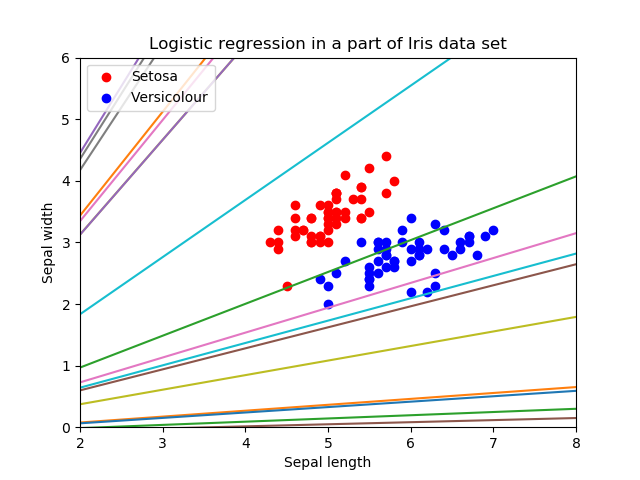 Logistic regression in a part of Iris data set
Setosa
Versicolour
Sepal width
6
5
4
3
2
1
0
2 3 4 5 6 7 8
Sepal length